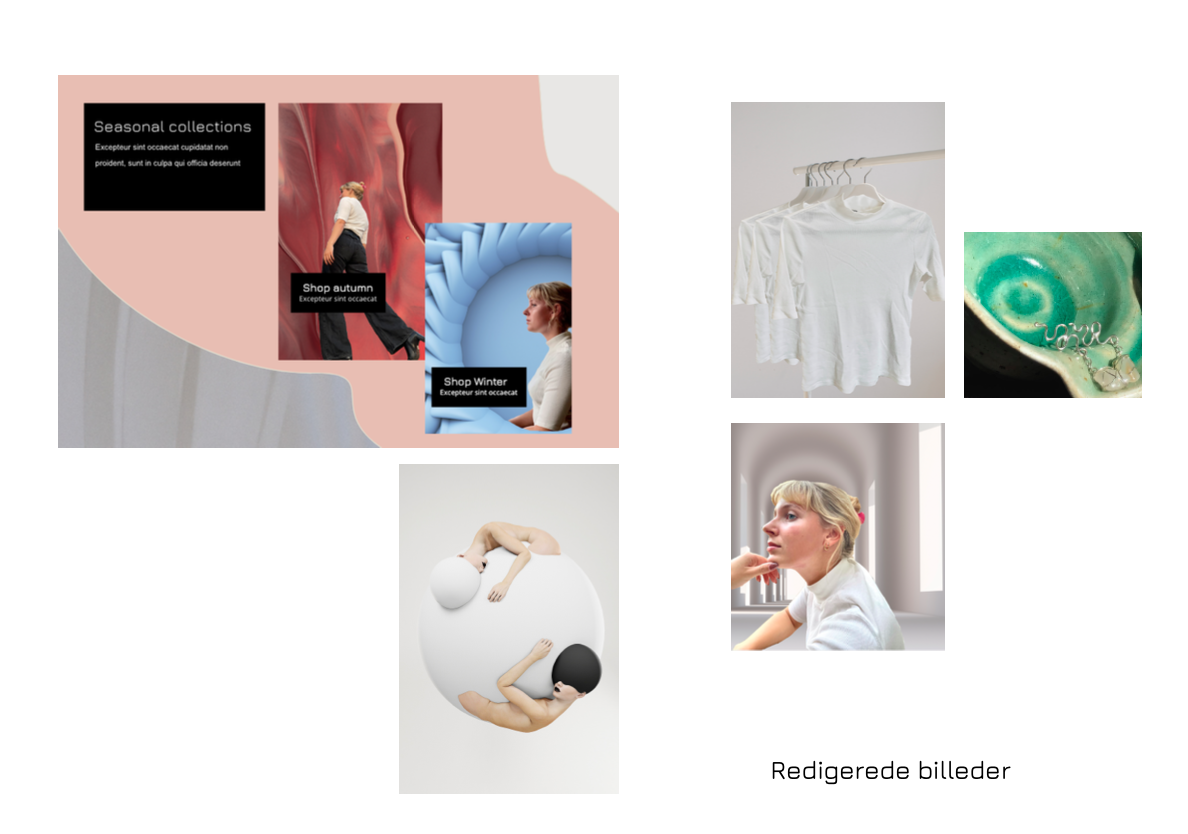 Seasonal collections
Excepteur sint occaecat cupidatat non
proident, sunt in culpa qui officia deserunt
Shop autumn
Excepteur sint occaecat
Shop Winter
Excepteur sint occaecat
Redigerede billeder